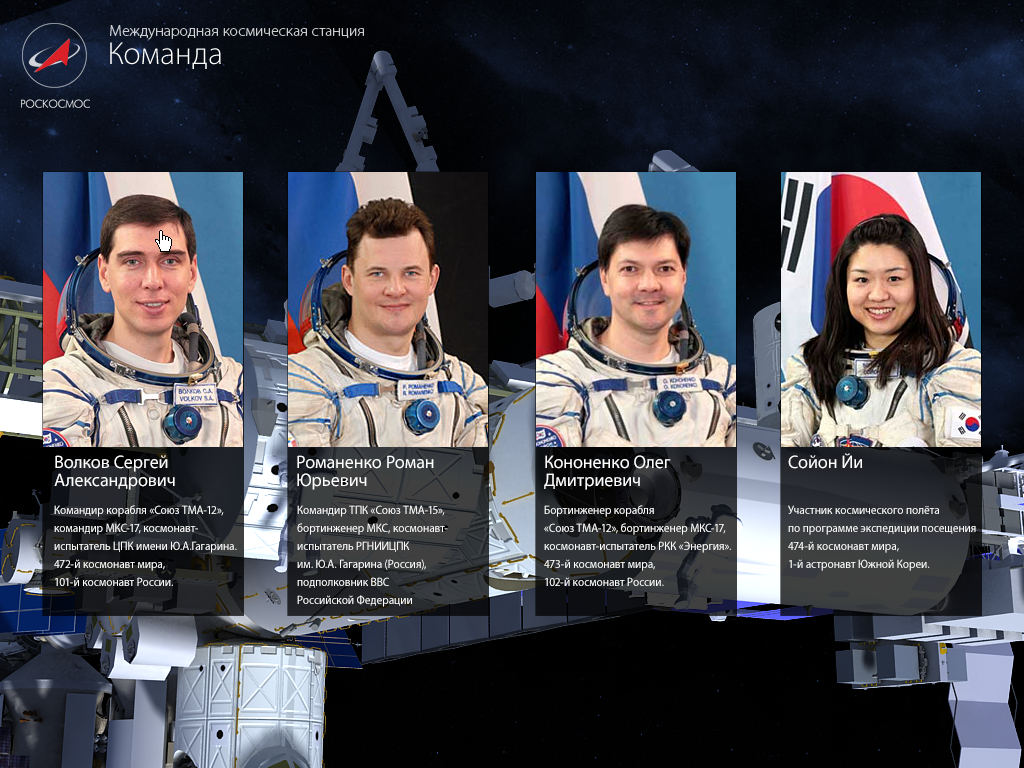 Международная космическая станция
Команда
РОСКОСМОС
ВОЛКОВ С.А.
VOLKOV S.A.
Р. РОМАНЕНКО
R. ROMANENKO
О. КОНОНЕНКО
O. KONONENKO
Волков Сергей
Александрович
Командир корабля «Союз ТМА-12»,
командир МКС-17, космонавт-
испытатель ЦПК имени Ю.А.Гагарина.
472-й космонавт мира,
101-й космонавт России.
Романенко Роман
Юрьевич
Командир ТПК «Союз ТМА-15»,
бортинженер МКС, космонавт-
испытатель РГНИИЦПК
им. Ю.А. Гагарина (Россия),
подполковник ВВС
Российской Федерации
Кононенко Олег
Дмитриевич
Бортинженер корабля
«Союз ТМА-12», бортинженер МКС-17,
космонавт-испытатель РКК «Энергия».
473-й космонавт мира,
102-й космонавт России.
Сойон Йи
Участник космического полёта
по программе экспедиции посещения
474-й космонавт мира,
1-й астронавт Южной Кореи.